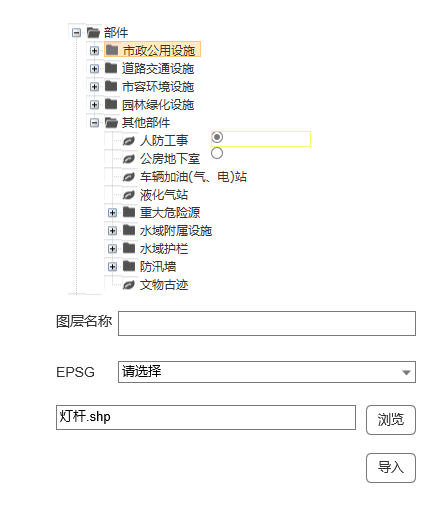 部件
市政公用设施
道路交通设施
市容环境设施
园林绿化设施
其他部件
人防工事
公房地下室
车辆加油(气、电)站
液化气站
重大危险源
水域附属设施
水域护栏
防汛墙
文物古迹
图层名称
EPSG 请选择
灯杆.shp 浏览
导入